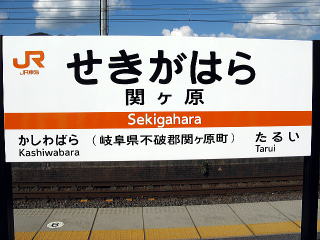 JR
JR東海
せきがはら
関ヶ原
Sekigahara
かしわばら
（岐阜県不破郡関ヶ原町）
たるい
Kashiwabara
Tarui